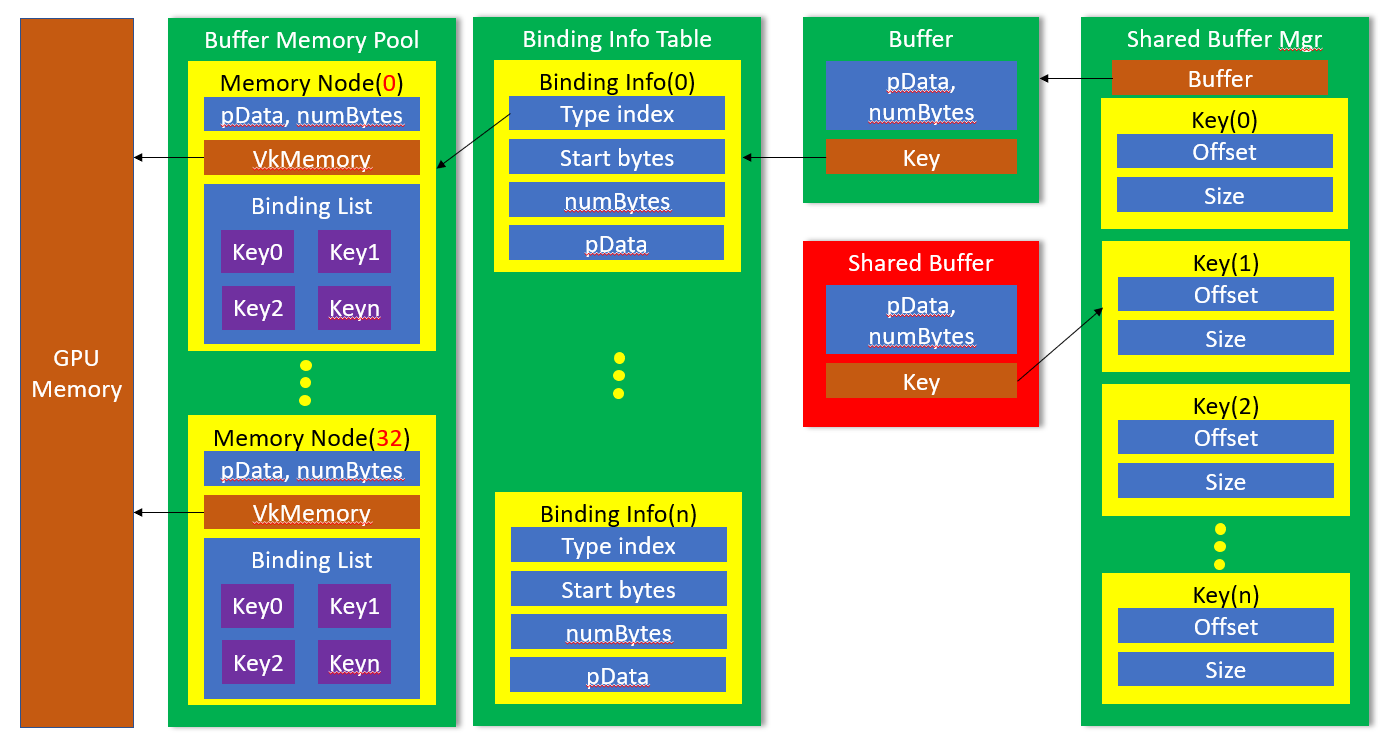 GPU
Memory
Buffer Memory Pool
Memory Node(0)
pData, numBytes
VkMemory
Binding List
Key0
Key1
Key2
Keyn
Memory Node(32)
pData, numBytes
VkMemory
Binding List
Key0
Key1
Key2
Keyn
Binding Info Table
Binding Info(0)
Type index
Start bytes
numBytes
pData
Binding Info(n)
Type index
Start bytes
numBytes
pData
Buffer
pData,
numBytes
Key
Shared Buffer
pData,
numBytes
Key
Shared Buffer Mgr
Buffer
Key(0)
Offset
Size
Key(1)
Offset
Size
Key(2)
Offset
Size
Key(n)
Offset
Size